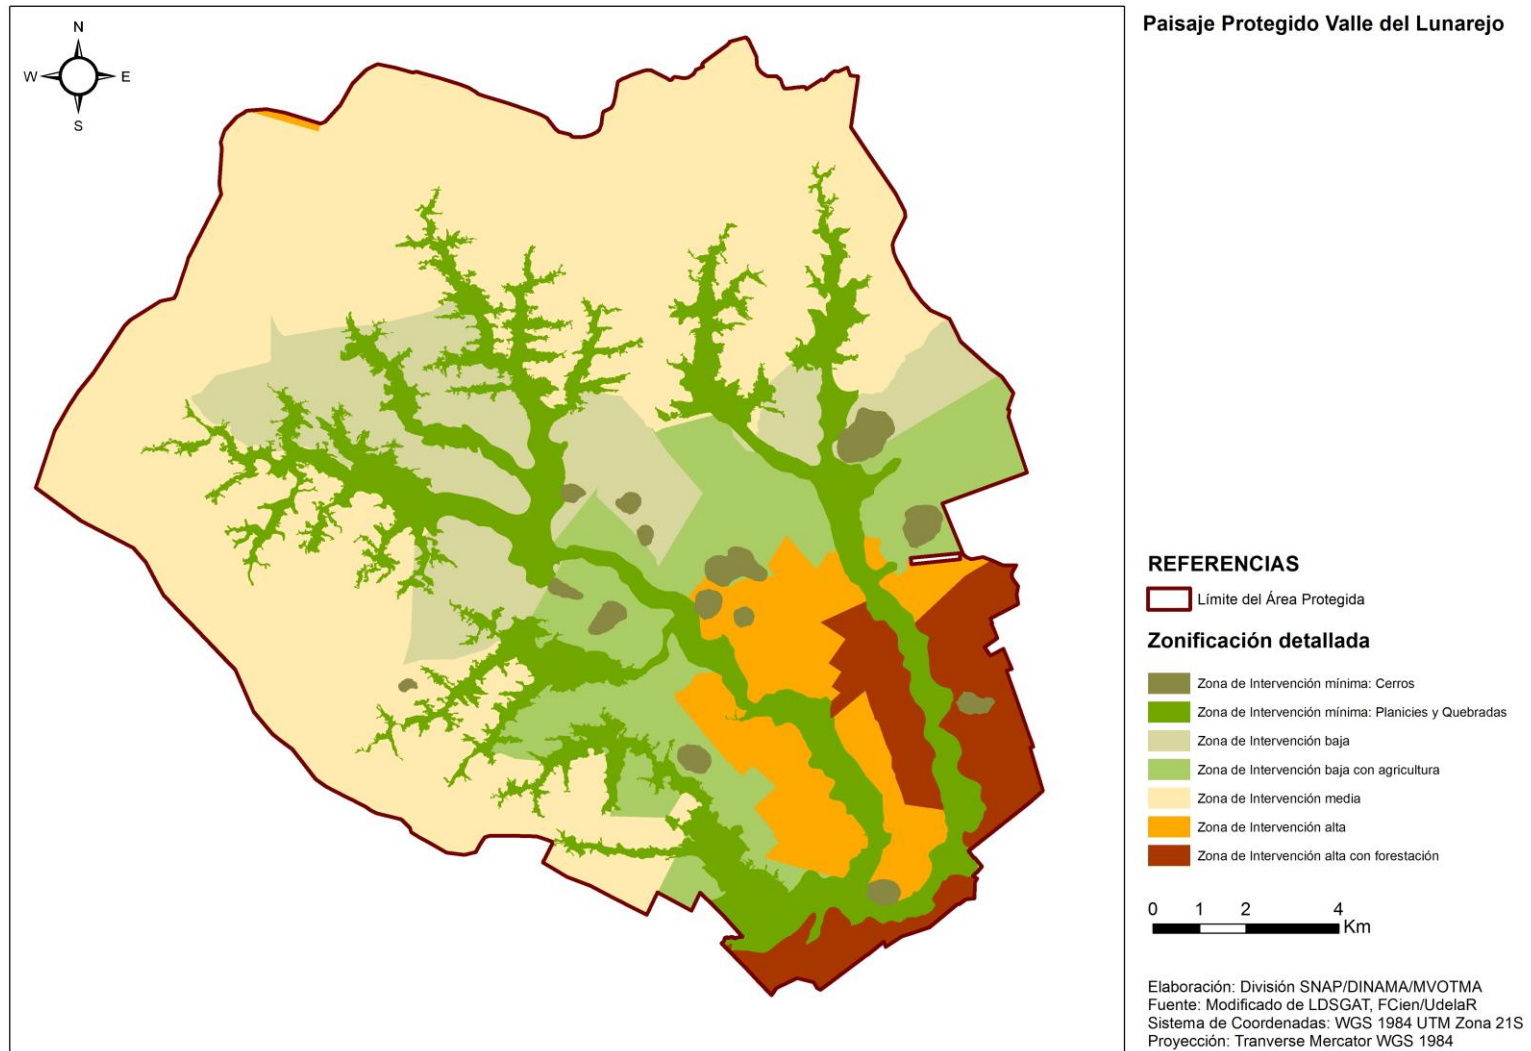 Paisaje Protegido Valle del Lunarejo
N
W E
S
REFERENCIAS
Límite del Área Protegida
Zonificación detallada
Zona de Intervención mínima: Cerros
Zona de Intervención mínima: Planicies y Quebradas
Zona de Intervención baja
Zona de Intervención baja con agricultura
Zona de Intervención media
Zona de Intervención alta
Zona de Intervención alta con forestación
0 1 2 4
Km
Elaboración: División SNAP/DINAMA/MVOTMA
Fuente: Modificado de LDSGAT, FCien/UdelaR
Sistema de Coordenadas: WGS 1984 UTM Zona 21S
Proyección: Tranverse Mercator WGS 1984